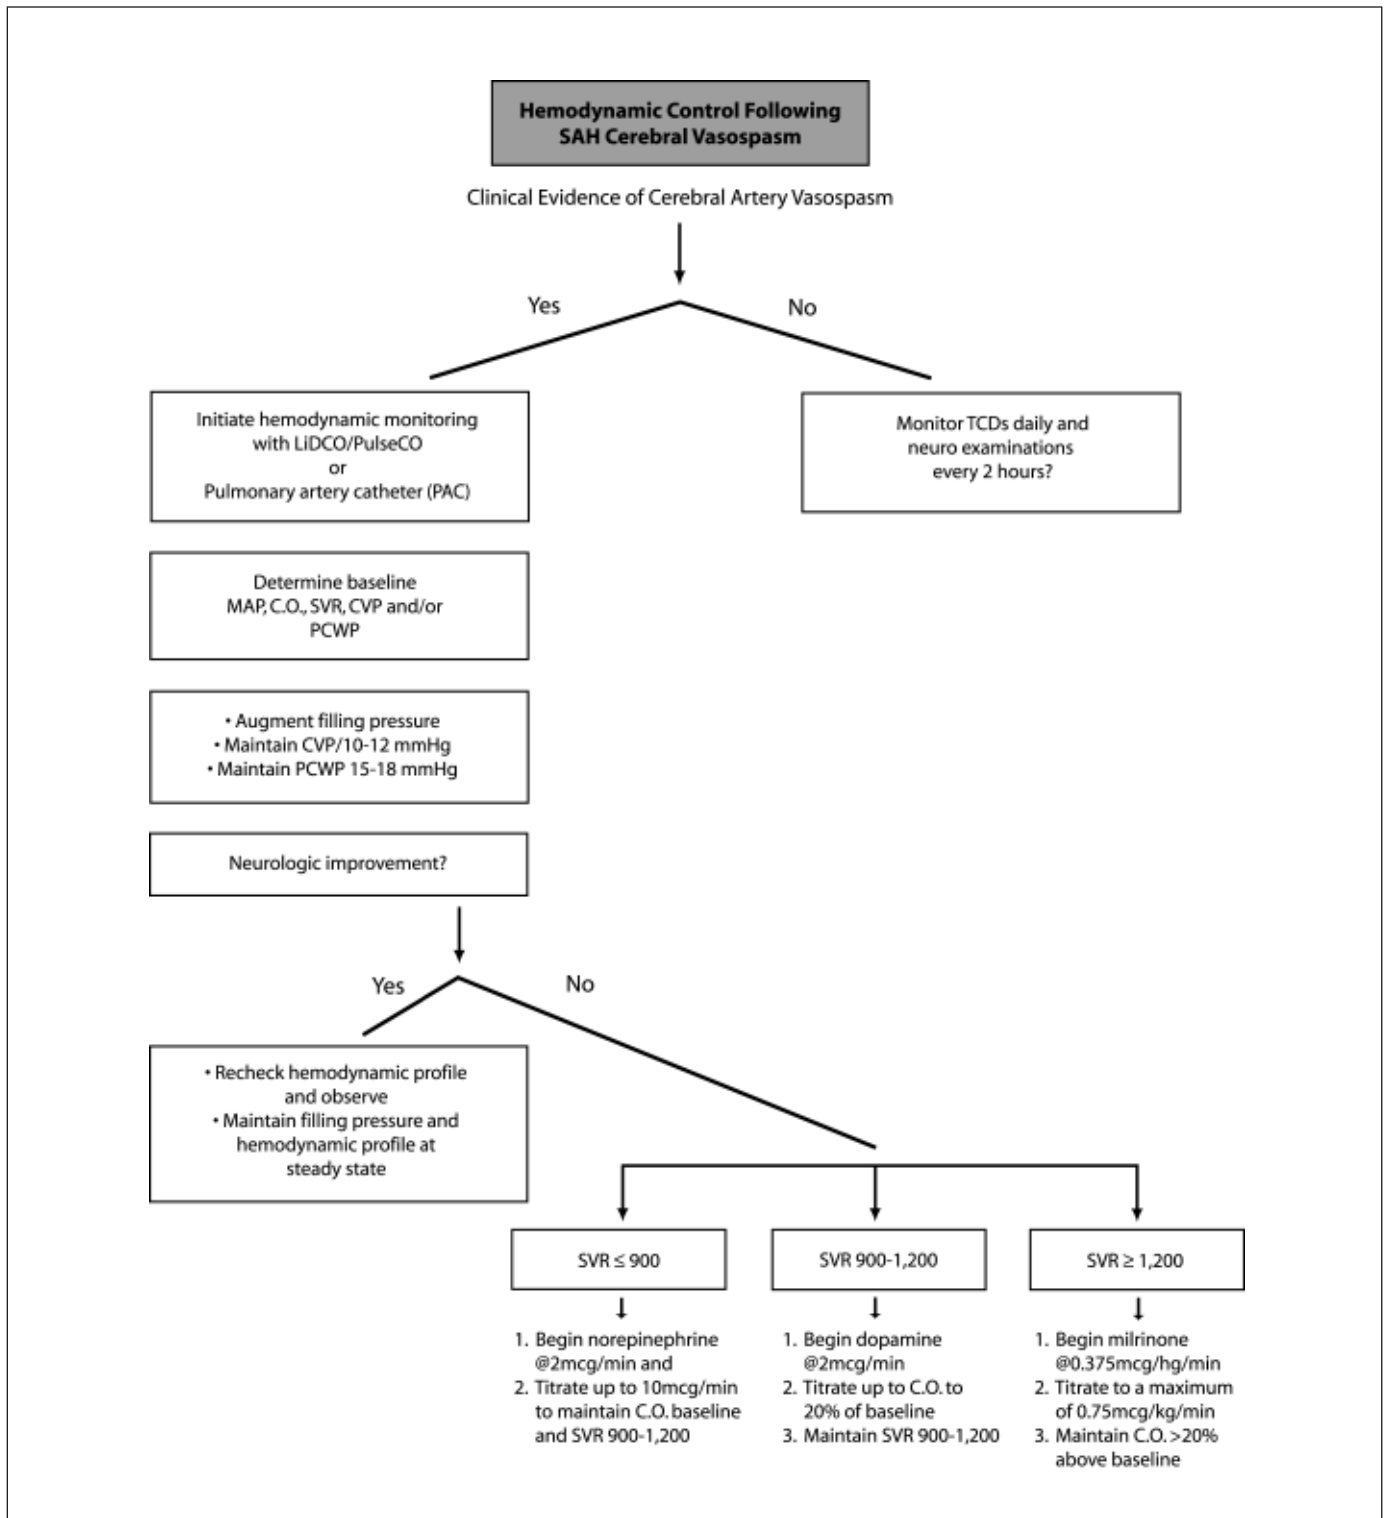 Hemodynamic Control Following
SAH Cerebral Vasospasm
Clinical Evidence of Cerebral Artery Vasospasm
Yes
No
Initiate hemodynamic monitoring
with LiDCO/PulseCO
or
Pulmonary artery catheter (PAC)
Monitor TCDs daily and
neuro examinations
every 2 hours?
Determine baseline
MAP, C.O., SVR, CVP and/or
PCWP
• Augment filling pressure
• Maintain CVP/10-12 mmHg
• Maintain PCWP 15-18 mmHg
Neurologic improvement?
Yes
No
• Recheck hemodynamic profile
and observe
• Maintain filling pressure and
hemodynamic profile at
steady state
SVR ≤ 900
SVR 900-1,200
SVR ≥ 1,200
1. Begin norepinephrine
@2mcg/min and
2. Titrate up to 10mcg/min
to maintain C.O. baseline
and SVR 900-1,200
1. Begin dopamine
@2mcg/min
2. Titrate up to C.O. to
20% of baseline
3. Maintain SVR 900-1,200
1. Begin milrinone
@0.375mcg/hg/min
2. Titrate to a maximum
of 0.75mcg/kg/min
3. Maintain C.O. >20%
above baseline